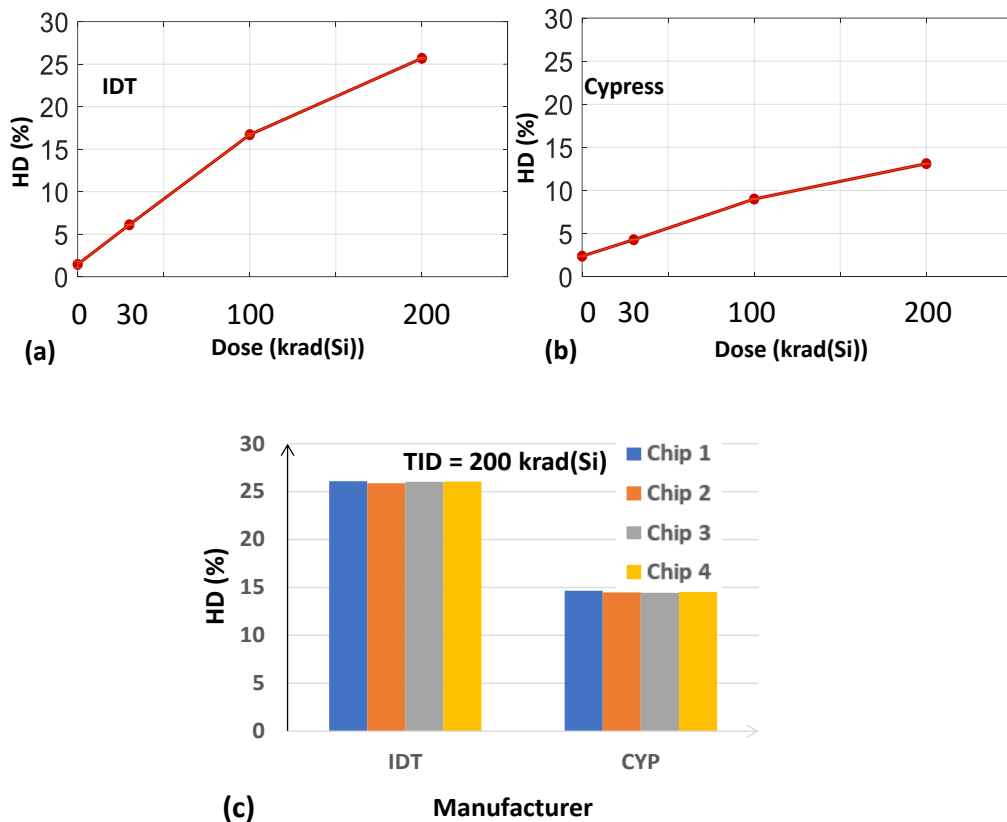 30
25
20
15
10
5
0
HD (%)
IDT
0 30 100 200
Dose (krad(Si))
(a)
30
25
20
15
10
5
0
HD (%)
Cypress
0 30 100 200
Dose (krad(Si))
(b)
30
25
20
15
10
5
0
HD (%)
TID = 200 krad(Si)
Chip 1
Chip 2
Chip 3
Chip 4
IDT CYP
(c) Manufacturer